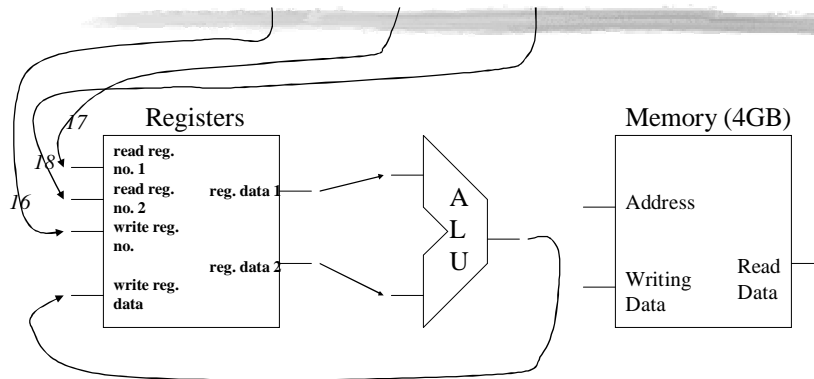 Registers
Memory (4GB)
17
18
16
read reg.
no. 1
read reg.
no. 2
write reg.
no.
write reg.
data
reg. data 1
reg. data 2
A
L
U
Address
Writing
Data
Read
Data